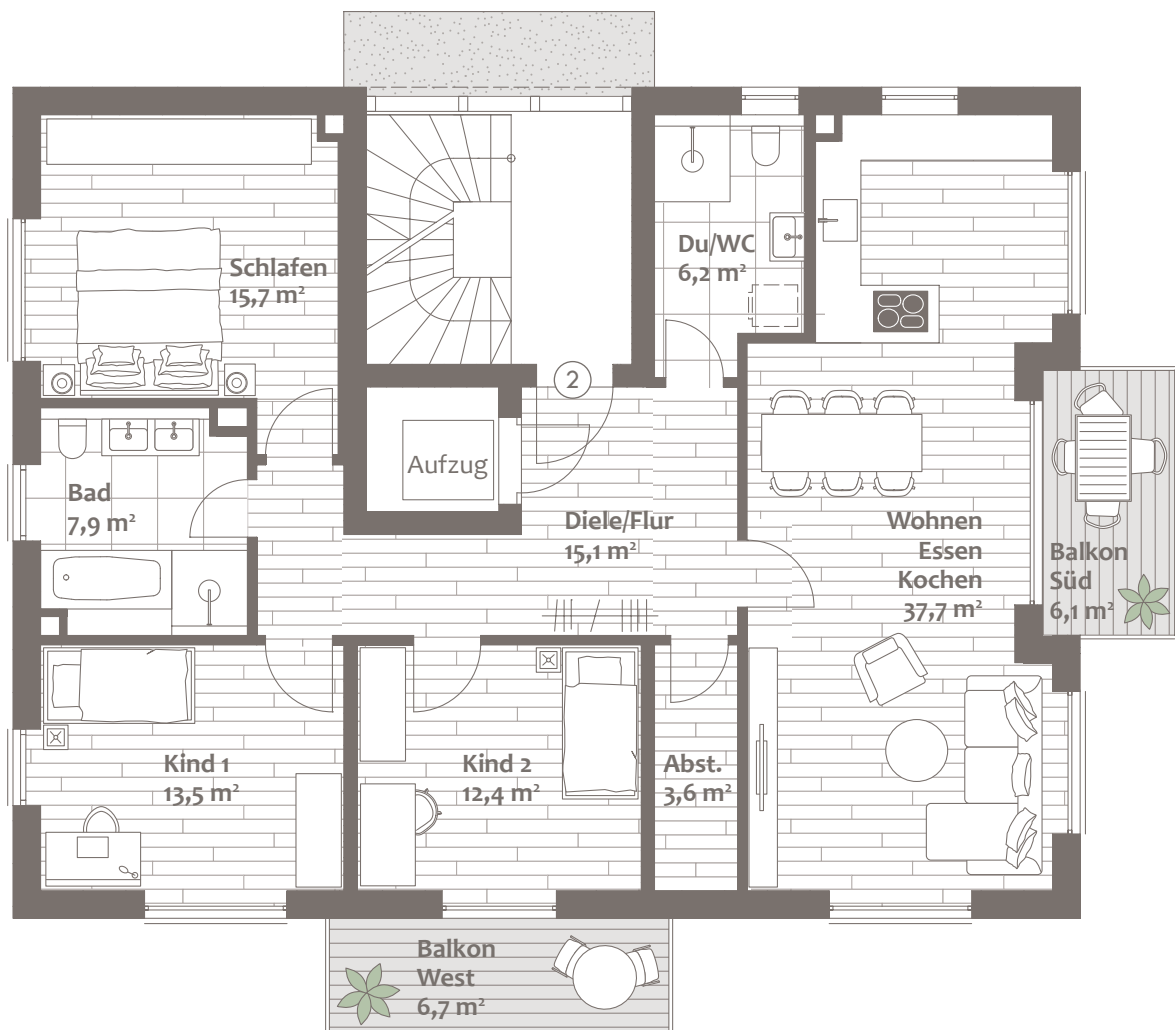 Schlafen
15,7 m²
Du/WC
6,2 m²
2
Aufzug
Bad
7,9 m²
Diele/Flur
15,1 m²
Wohnen
Essen
Kochen
37,7 m²
Balkon
Süd
6,1 m²
Kind 1
13,5 m²
Kind 2
12,4 m²
Abst.
3,6 m²
Balkon
West
6,7 m²